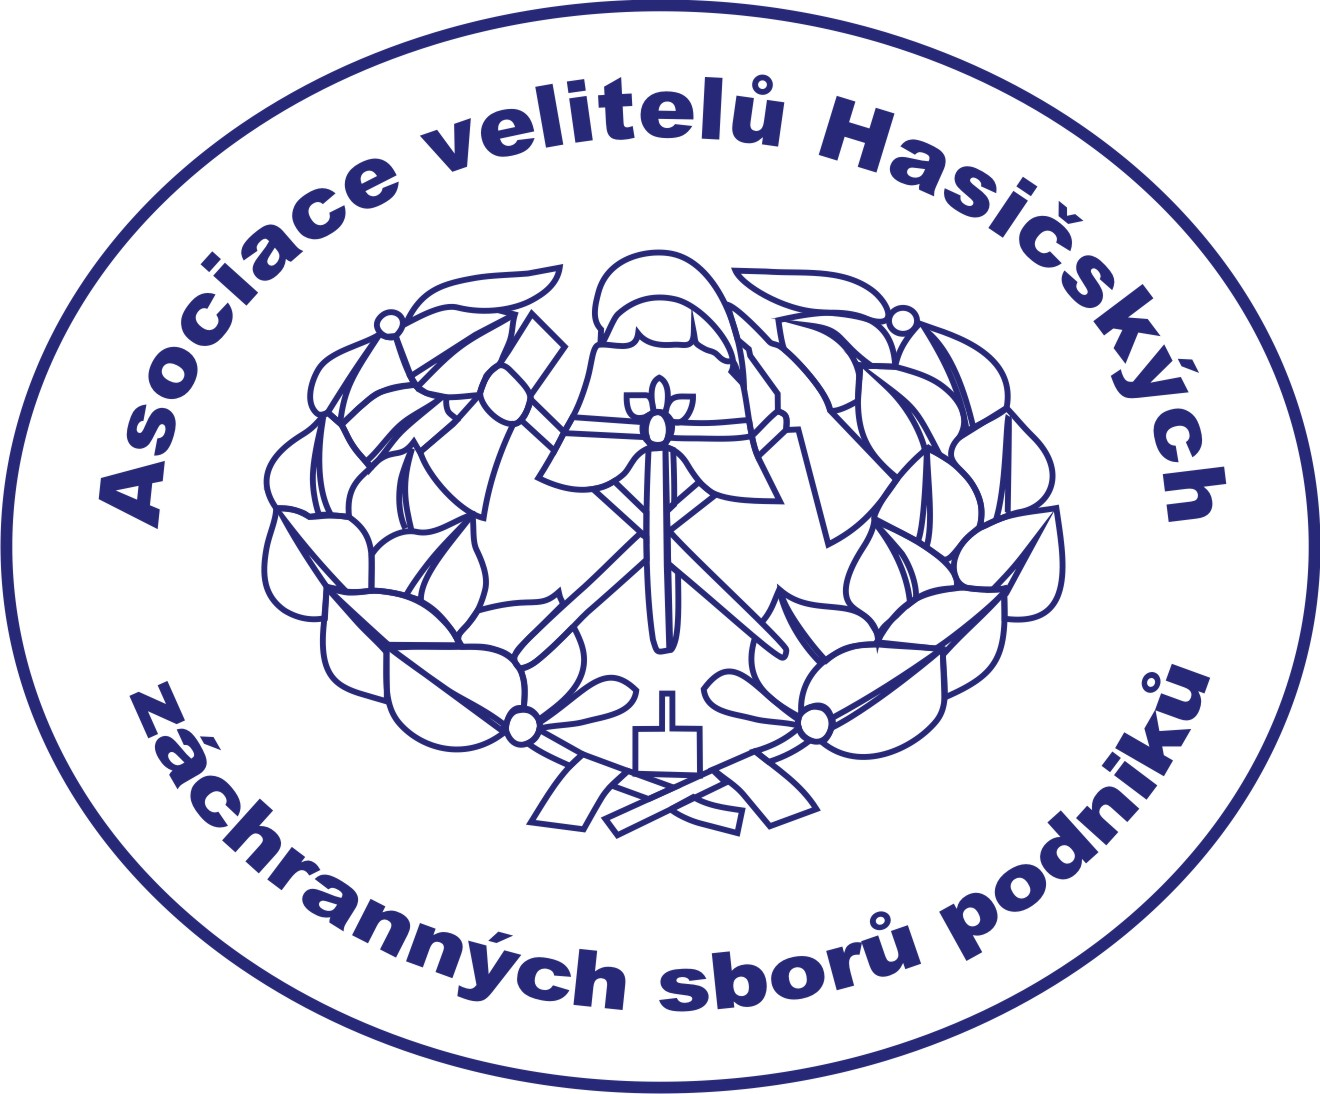 Asociace velitelů Hasičských
záchranných sborů podniků